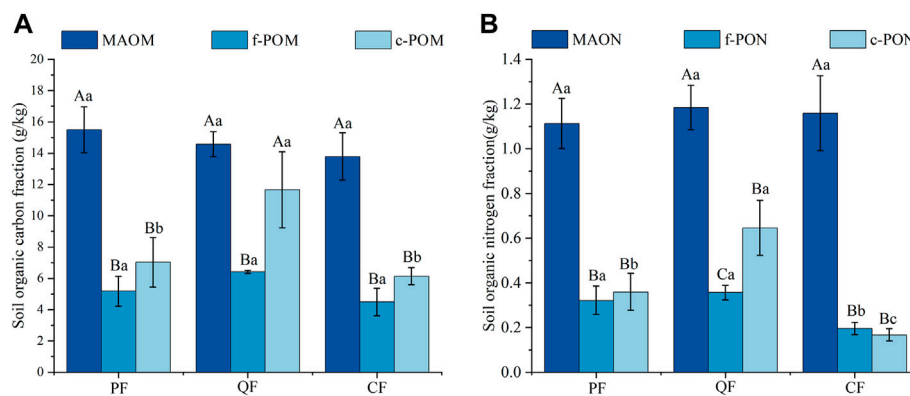 A
MAOM f-POM c-POM
Soil organic carbon fraction (g/kg)
20
18
16
14
12
10
8
6
4
2
0
Aa Ba Bb
Aa Ba Aa
Aa Ba Bb
PF QF CF
B
MAON f-PON c-PON
Soil organic nitrogen fraction(g/kg)
1.4
1.2
1.0
0.8
0.6
0.4
0.2
0.0
Aa Ba Bb
Aa Ca Ba
Aa Bb Bc
PF QF CF